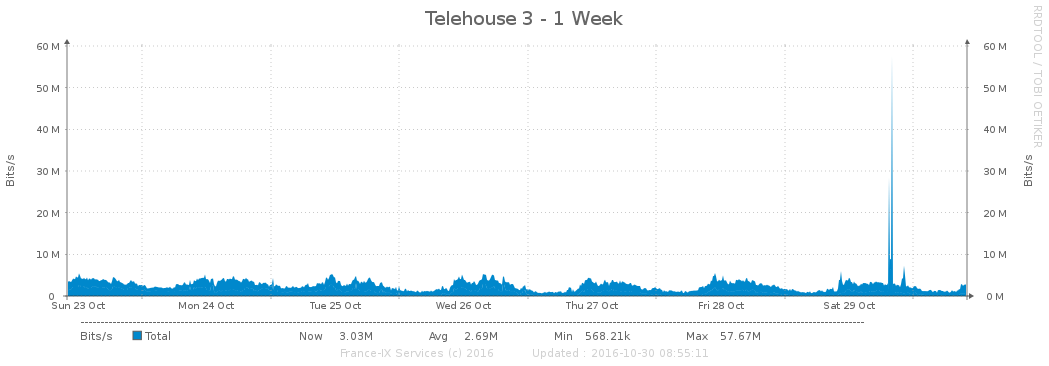 Telehouse 3 - 1 Week
RRDTOOL / TOBI OETIKER
Bits/s
60 M 60 M
50 M 50 M
40 M 40 M
30 M 30 M
20 M 20 M
10 M 10 M
0 0 M
Bits/s
Sun 23 Oct Mon 24 Oct Tue 25 Oct Wed 26 Oct Thu 27 Oct Fri 28 Oct Sat 29 Oct
Bits/s Total Now 3.03M Avg 2.69M Min 568.21k Max 57.67M
France-IX Services (c) 2016 Updated : 2016-10-30 08:55:11